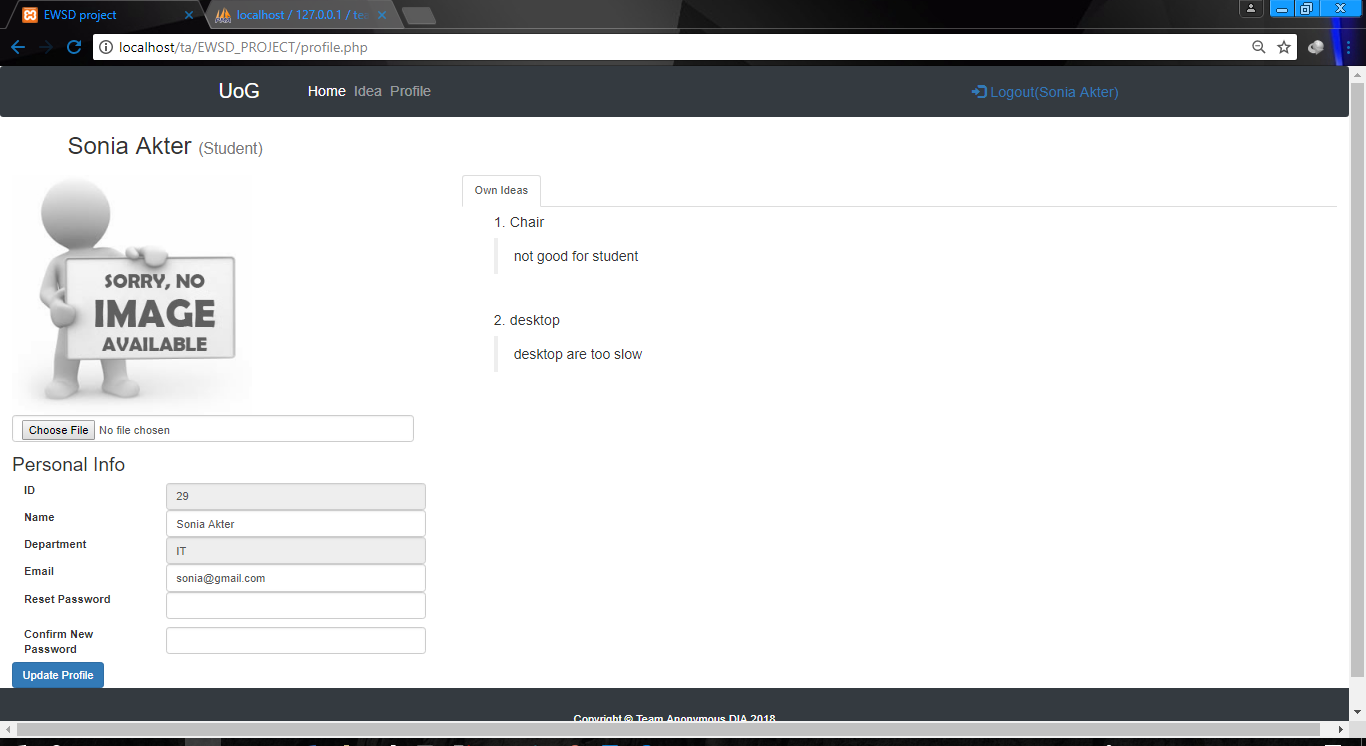 EWSD project
localhost / 127.0.0.1 / te
localhost/ta/EWSD_PROJECT/profile.php
UoG Home Idea Profile Logout(Sonia Akter)
Sonia Akter (Student)
SORRY, NO
IMAGE
AVAILABLE
Choose File No file chosen
Personal Info
ID 29
Name Sonia Akter
Department IT
Email sonia@gmail.com
Reset Password
Confirm New
Password
Update Profile
Own Ideas
1. Chair
not good for student
2. desktop
desktop are too slow
Copyright © Team Anonymous DIA 2018